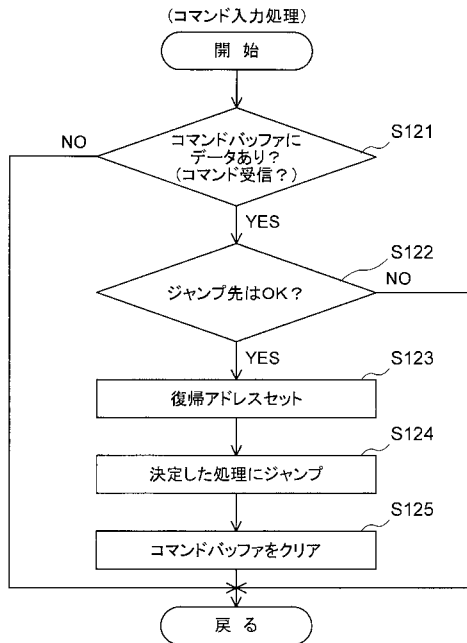 (コマンド入力処理)
開 始
コマンドバッファに
データあり?
(コマンド受信?)
S121
NO
YES
S122
ジャンプ先はOK?
NO
YES
S123
復帰アドレスセット
S124
決定した処理にジャンプ
S125
コマンドバッファをクリア
戻 る